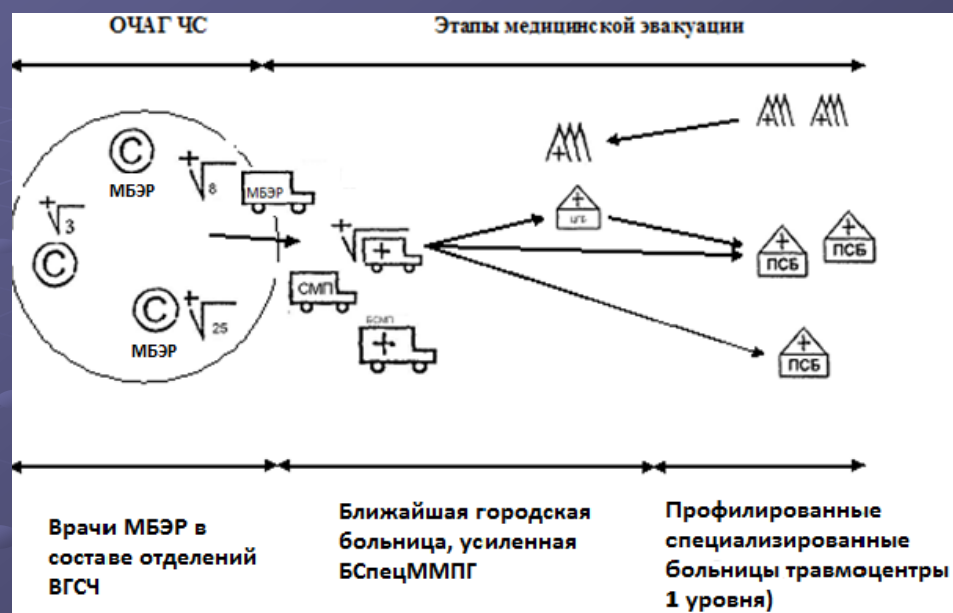 ОЧАГ ЧС
Этапы медицинской эвакуации
С
МБЭР
8
МБЭР
3
С
С
МБЭР
25
СМП
БСМП
ЦГБ
ПСБ
ПСБ
ПСБ
Врачи МБЭР в
составе отделений
ВГСЧ
Ближайшая городская
больница, усиленная
БСпецММПГ
Профилированные
специализированные
больницы травмоцентры
1 уровня)